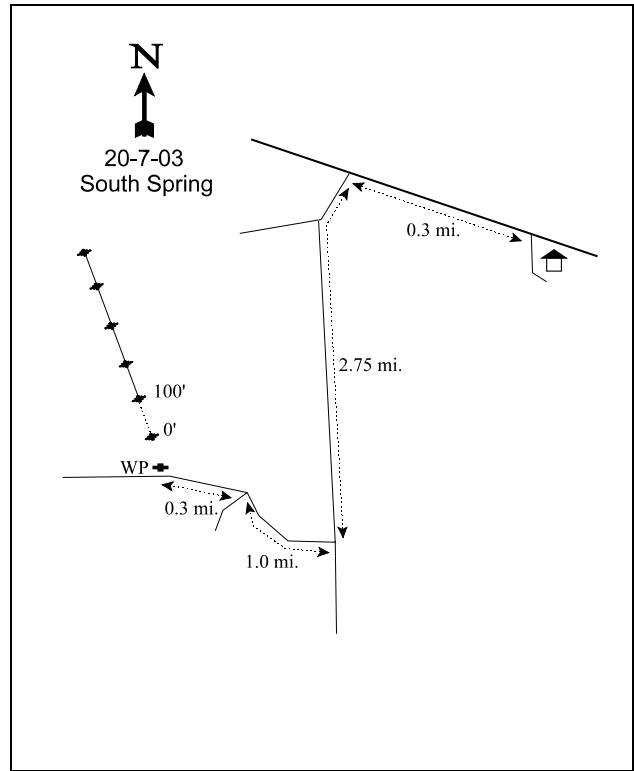 N
20-7-03
South Spring
0.3 mi.
2.75 mi.
100'
0'
WP
0.3 mi.
1.0 mi.